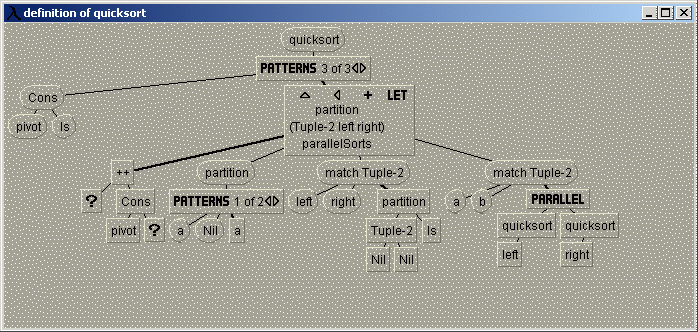 definition of quicksort
quicksort
PATTERNS 3 of 3
Cons
LET
pivot ls
partition
(Tuple-2 left right)
parallelSorts
++ partition match Tuple-2 match Tuple-2
? Cons PATTERNS 1 of 2 left right partition a b PARALLEL
pivot ? a Nil a Tuple-2 ls quicksort quicksort
Nil Nil left right